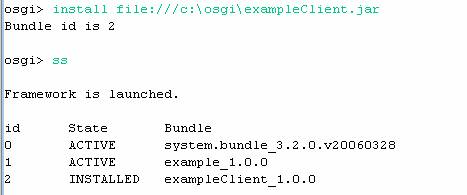 osgi> install file:///c:\osgi\exampleClient.jar
Bundle id is 2
osgi> ss
Framework is launched.
id State Bundle
0 ACTIVE system.bundle_3.2.0.v20060328
1 ACTIVE example_1.0.0
2 INSTALLED exampleClient_1.0.0